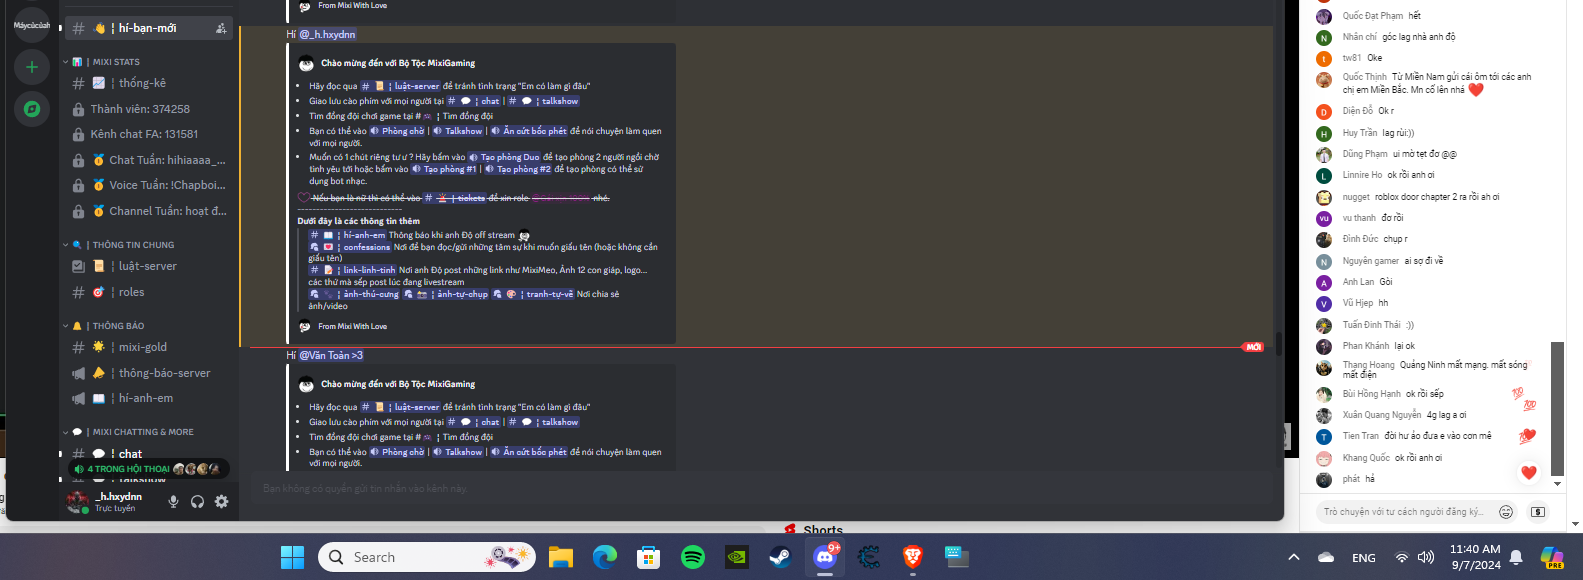 Máycủcủah
hí-bạn-mới
MIXI STATS
thống-kê
Thành viên: 374258
Kênh chat FA: 131581
Chat Tuần: hihiaaaa_...
Voice Tuần: !Chapboi...
Channel Tuần: hoạt đ...
THÔNG TIN CHUNG
luật-server
roles
THÔNG BÁO
mixi-gold
thông-báo-server
hí-anh-em
MIXI CHATTING & MORE
chat
4 TRONG HỘI THOẠI
talkshow
_h.hxydnn
Trực tuyến
From Mixi With Love
Hí @_h.hxydnn
Chào mừng đến với Bộ Tộc MixiGaming
• Hãy đọc qua # ¦ luật-server để tránh tình trạng "Em có làm gì đâu"
• Giao lưu cào phím với mọi người tại # ¦ chat | # ¦ talkshow
• Tìm đồng đội chơi game tại # ¦ Tìm đồng đội
• Bạn có thể vào Phòng chờ | Talkshow | Ăn cứt bốc phét để nói chuyện làm quen
với mọi người.
• Muốn có 1 chút riêng tư ư ? Hãy bấm vào Tạo phòng Duo để tạo phòng 2 người ngồi chờ
tình yêu tới hoặc bấm vào Tạo phòng #1 | Tạo phòng #2 để tạo phòng có thể sử
dụng bot nhạc.
Nếu bạn là nữ thì có thể vào # ¦ tickets để xin role nhé.
----------------------------
Dưới đây là các thông tin thêm
# ¦ hí-anh-em Thông báo khi anh Độ off stream
¦ confessions Nơi để bạn đọc/gửi những tâm sự khi muốn giấu tên (hoặc không cần
giấu tên)
# ¦ link-linh-tinh Nơi anh Độ post những link như MixiMeo, Ảnh 12 con giáp, logo...
các thứ mà sếp post lúc đang livestream
¦ ảnh-thú-cưng ¦ ảnh-tự-chụp ¦ tranh-tự-vẽ Nơi chia sẻ
ảnh/video
From Mixi With Love
MỚI
Hí @Văn Toàn >3
Chào mừng đến với Bộ Tộc MixiGaming
• Hãy đọc qua # ¦ luật-server để tránh tình trạng "Em có làm gì đâu"
• Giao lưu cào phím với mọi người tại # ¦ chat | # ¦ talkshow
• Tìm đồng đội chơi game tại # ¦ Tìm đồng đội
• Bạn có thể vào Phòng chờ | Talkshow | Ăn cứt bốc phét để nói chuyện làm quen
với mọi người.
Bạn không có quyền gửi tin nhắn vào kênh này.
Shorts
Quốc Đạt Phạm hết
N Nhân chí góc lag nhà anh độ
t tw81 Oke
Quốc Thịnh Từ Miền Nam gửi cái ôm tới các anh
chị em Miền Bắc. Mn cố lên nhá
D Diện Đỗ Ok r
H Huy Trần lag rùi:))
Dũng Phạm ui mờ tẹt đơ @@
L Linnire Ho ok rồi anh ơi
nugget roblox door chapter 2 ra rồi ah ơi
vu vu thanh đơ rồi
Đình Đức chụp r
N Nguyên gamer ai sợ đi về
A Anh Lan Gòi
V Vũ Hjep hh
Tuấn Đinh Thái :))
Phan Khánh lại ok
Thang Hoang Quảng Ninh mất mạng. mất sóng
mất điện
Bùi Hồng Hạnh ok rồi sếp
Xuân Quang Nguyễn 4g lag a ơi
T Tien Tran đời hư ảo đưa e vào cơn mê
Khang Quốc ok rồi anh ơi
phát há
Trò chuyện với tư cách người đăng ký...
Search
9+
ENG
11:40 AM
9/7/2024
PRE